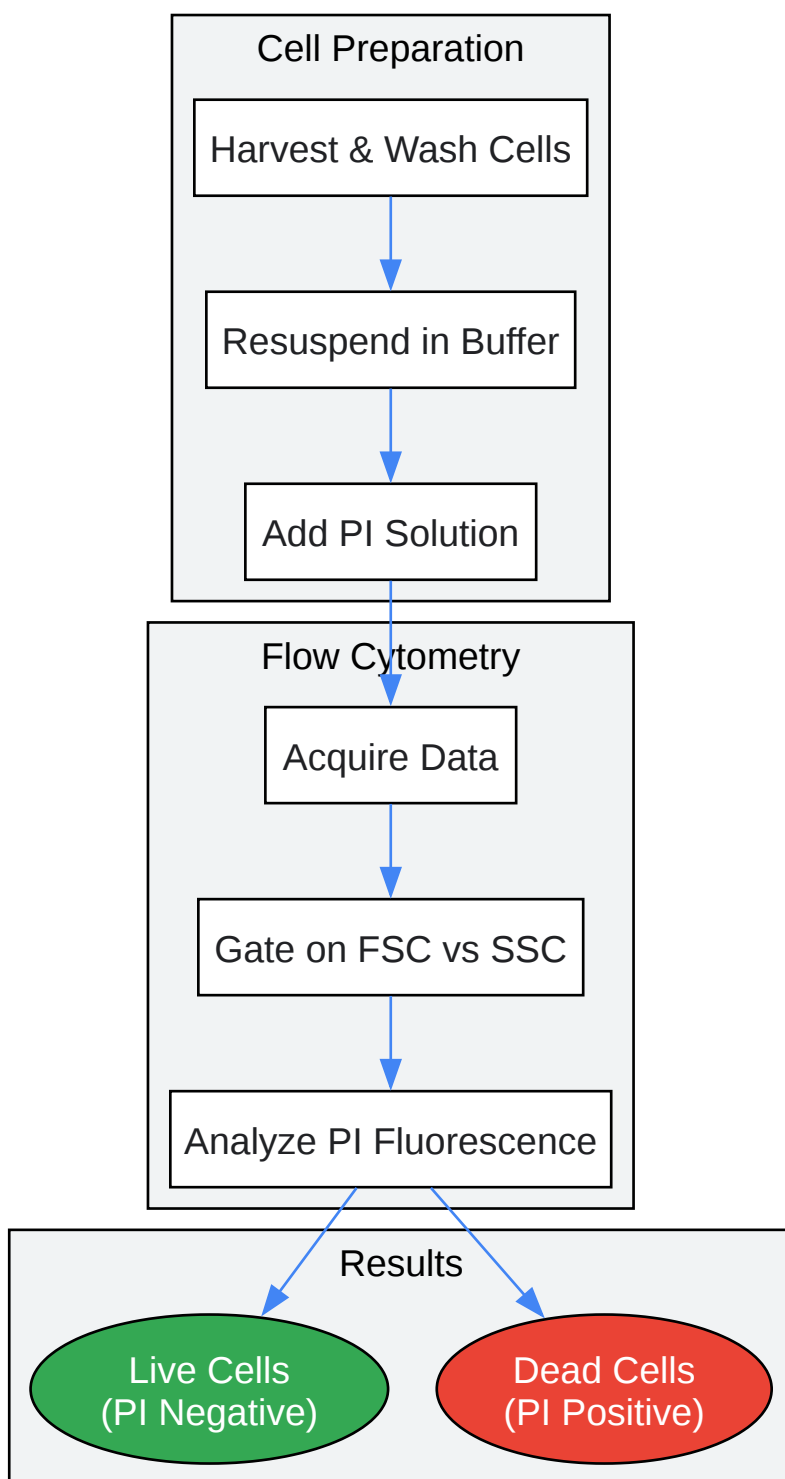 Cell Preparation
Harvest & Wash Cells
Resuspend in Buffer
Add PI Solution
Flow Cytometry
Acquire Data
Gate on FSC vs SSC
Analyze PI Fluorescence
Results
Live Cells
(PI Negative)
Dead Cells
(PI Positive)